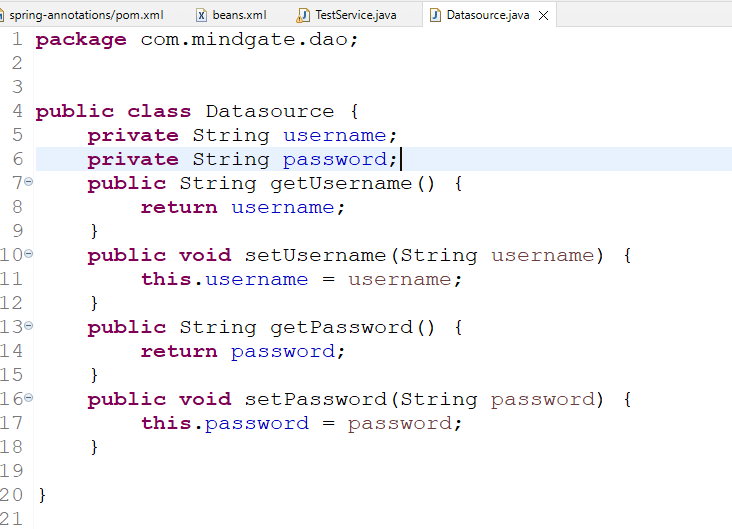 spring-annotations/pom.xml beans.xml TestService.java Datasource.java
1 package com.mindgate.dao;
2
3
4 public class Datasource {
5 private String username;
6 private String password;
7 public String getUsername() {
8 return username;
9 }
10 public void setUsername(String username) {
11 this.username = username;
12 }
13 public String getPassword() {
14 return password;
15 }
16 public void setPassword(String password) {
17 this.password = password;
18 }
19
20 }
21